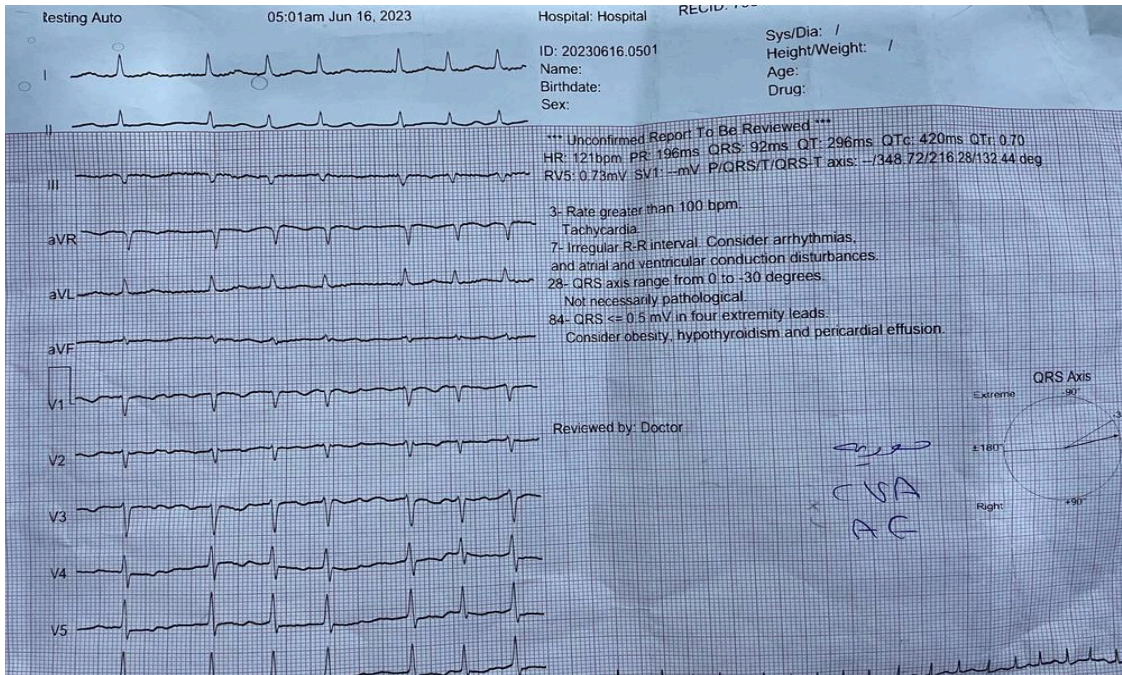 Resting Auto 05:01am Jun 16, 2023 Hospital: Hospital RECID:
Sys/Dia: /
ID: 20230616.0501 Height/Weight: /
Name: Age:
Birthdate: Drug:
Sex:
*** Unconfirmed Report To Be Reviewed ***
HR: 121bpm PR: 196ms QRS: 92ms QT: 296ms QTc: 420ms QTr: 0.70
RV5: 0.73mV SV1: --mV P/QRS/T/QRS-T axis: --/348.72/216.28/132.44 deg
3- Rate greater than 100 bpm.
Tachycardia.
7- Irregular R-R interval. Consider arrhythmias,
and atrial and ventricular conduction disturbances.
28- QRS axis range from 0 to -30 degrees.
Not necessarily pathological.
84- QRS <= 0.5 mV in four extremity leads.
Consider obesity, hypothyroidism and pericardial effusion.
Reviewed by: Doctor
I
II
III
aVR
aVL
aVF
V1
V2
V3
V4
V5
QRS Axis
Extreme -90°
±180°
Right +90°
CVA